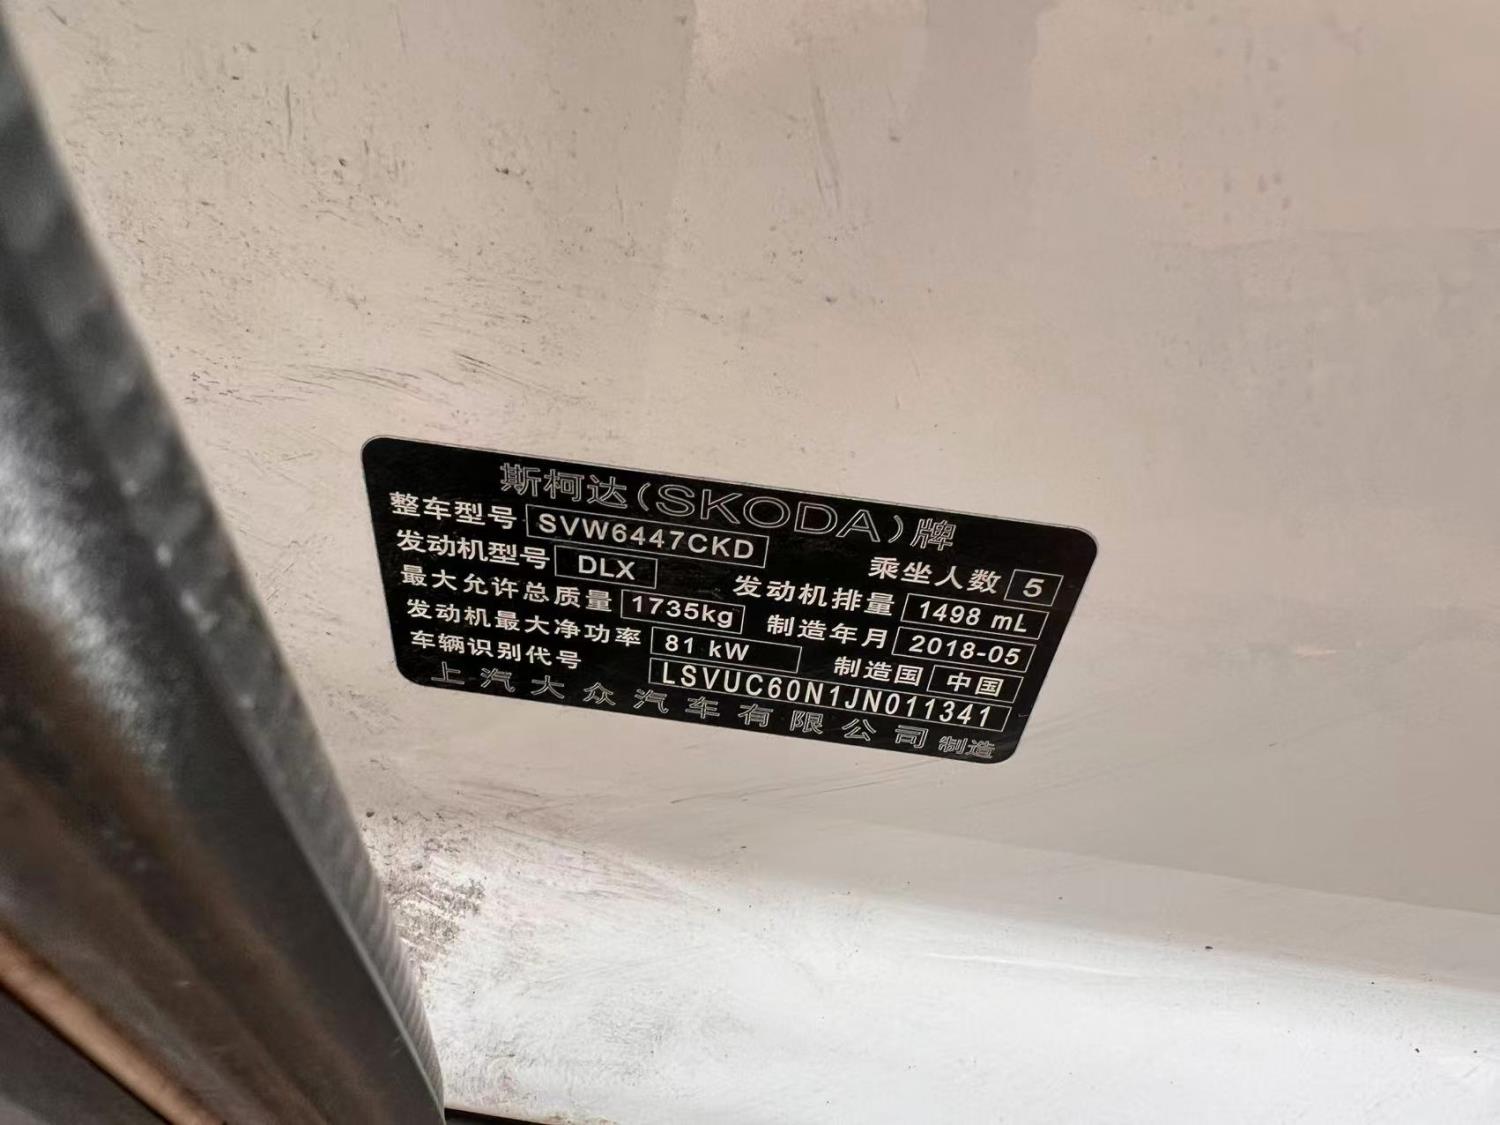 斯柯达(SKODA)牌
整车型号 SVW6447CKD 乘坐人数 5
发动机型号 DLX 发动机排量 1498 mL
最大允许总质量 1735kg 制造年月 2018-05
发动机最大净功率 81 kW 制造国 中国
车辆识别代号 LSVUC60N1JN011341
上汽大众汽车有限公司 制造